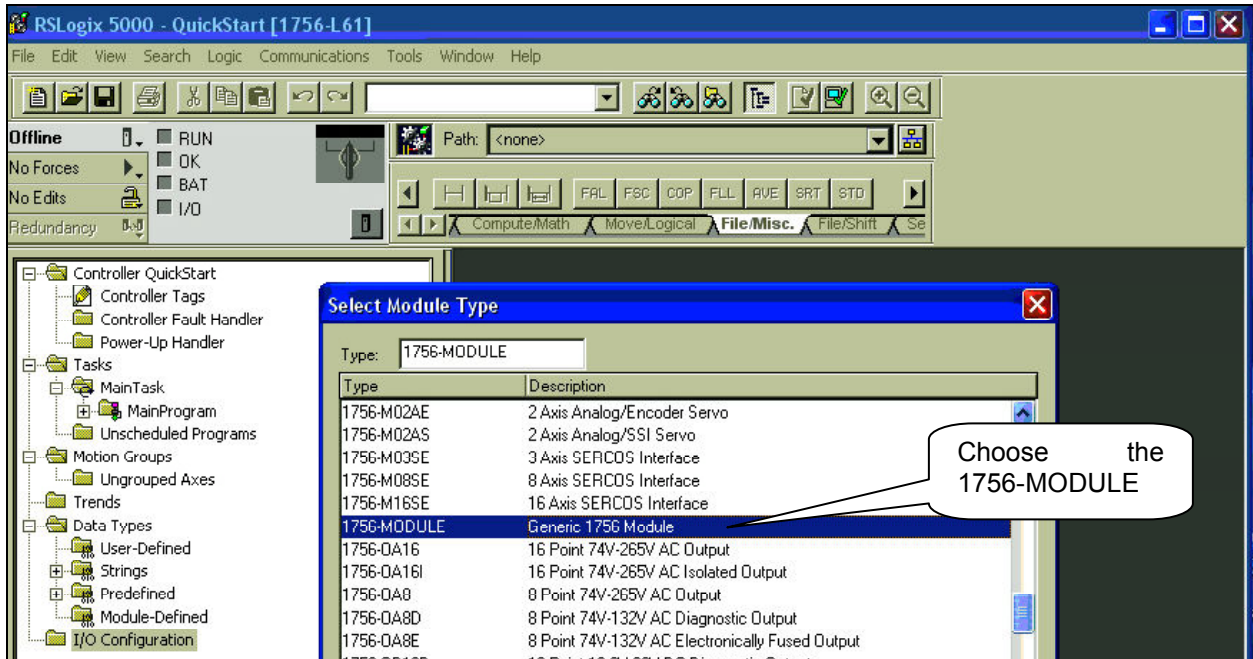 RSLogix 5000 - QuickStart [1756-L61]
File Edit View Search Logic Communications Tools Window Help
Offline
RUN
No Forces
OK
No Edits
BAT
Redundancy
I/O
Path: <none>
FAL FSC COP FLL AVE SRT STD
Compute/Math Move/Logical File/Misc. File/Shift Se
Controller QuickStart
Controller Tags
Controller Fault Handler
Power-Up Handler
Tasks
MainTask
MainProgram
Unscheduled Programs
Motion Groups
Ungrouped Axes
Trends
Data Types
User-Defined
Strings
Predefined
Module-Defined
I/O Configuration
Select Module Type
Type: 1756-MODULE
Type Description
1756-M02AE 2 Axis Analog/Encoder Servo
1756-M02AS 2 Axis Analog/SSI Servo
1756-M03SE 3 Axis SERCOS Interface
1756-M08SE 8 Axis SERCOS Interface
1756-M16SE 16 Axis SERCOS Interface
1756-MODULE Generic 1756 Module
1756-OA16 16 Point 74V-265V AC Output
1756-OA16I 16 Point 74V-265V AC Isolated Output
1756-OA8 8 Point 74V-265V AC Output
1756-OA8D 8 Point 74V-132V AC Diagnostic Output
1756-OA8E 8 Point 74V-132V AC Electronically Fused Output
Choose the
1756-MODULE